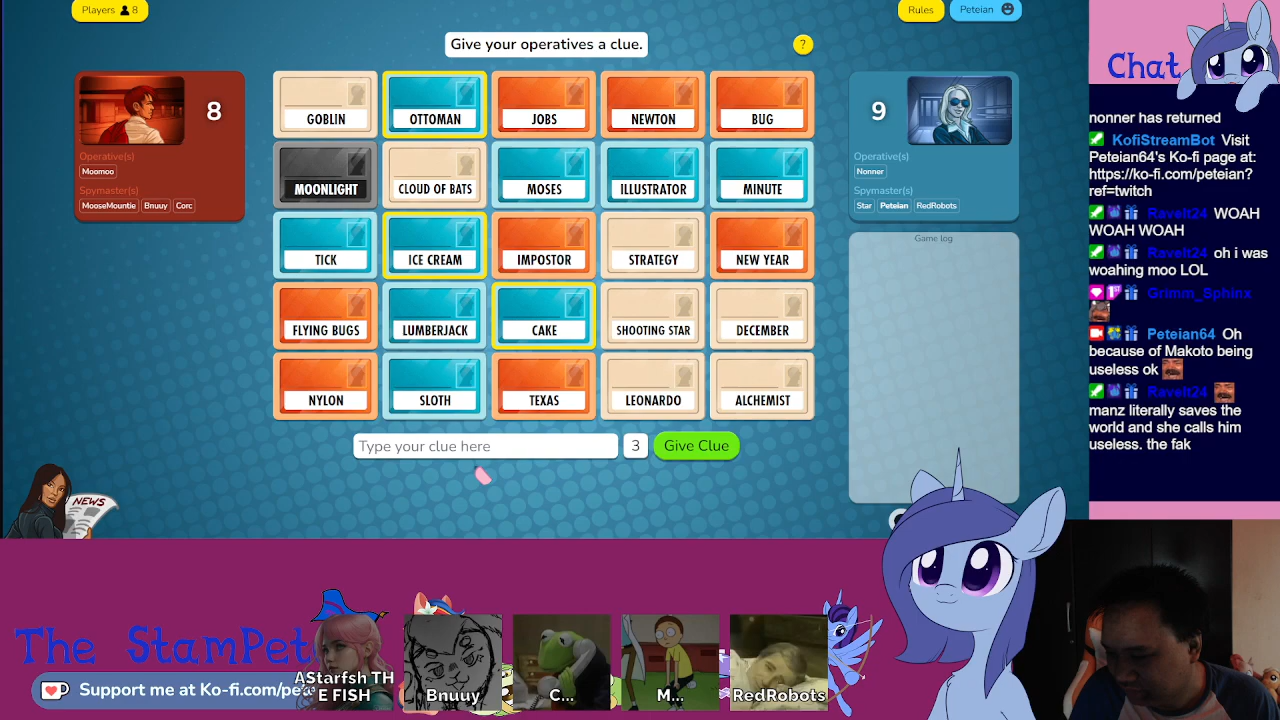 Players 8
Give your operatives a clue.
?
Rules
Peteian
8
Operative(s)
Moomoo
Spymaster(s)
MooseMountie
Bnuuy
Corc
GOBLIN
OTTOMAN
JOBS
NEWTON
BUG
MOONLIGHT
CLOUD OF BATS
MOSES
ILLUSTRATOR
MINUTE
TICK
ICE CREAM
IMPOSTOR
STRATEGY
NEW YEAR
FLYING BUGS
LUMBERJACK
CAKE
SHOOTING STAR
DECEMBER
NYLON
SLOTH
TEXAS
LEONARDO
ALCHEMIST
Type your clue here
3
Give Clue
9
Operative(s)
Nonner
Spymaster(s)
Star
Peteian
RedRobots
Game log
NEWS
Chat
nonner has returned
KofiStreamBot Visit
Peteian64's Ko-fi page at:
https://ko-fi.com/peteian?
ref=twitch
Ravelt24 WOAH
WOAH WOAH
Ravelt24 oh i was
woahing moo LOL
Grimm_Sphinx
Peteian64 Oh
because of Makoto being
useless ok
Ravelt24
manz literally saves the
world and she calls him
useless. the fak
The StamPet
Support me at Ko-fi.com/pe
AStarfsh TH
E FISH
Bnuuy
C...
M...
RedRobots